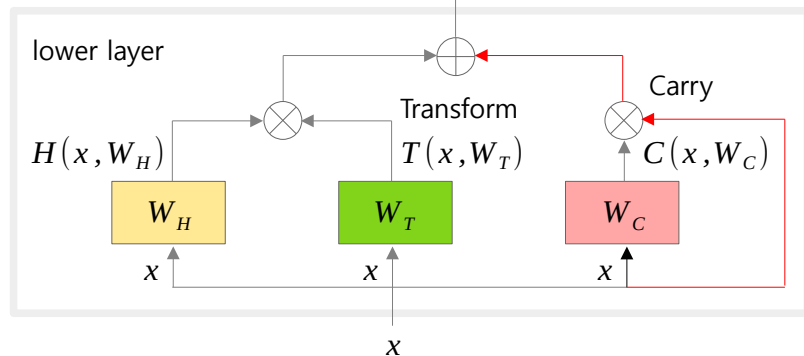 lower layer
Carry
Transform
H(x,W_H)
T(x,W_T)
C(x,W_C)
W_H
W_T
W_C
x
x
x
x